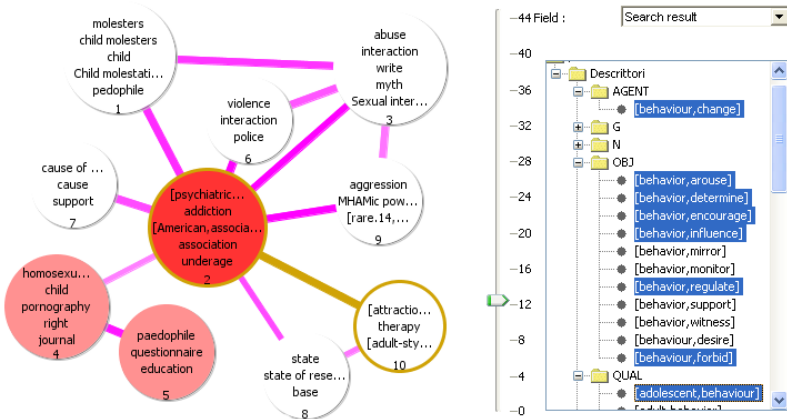 molesters
child molesters
child
Child molestati...
pedophile
1
abuse
interaction
write
myth
Sexual inter...
3
violence
interaction
police
6
cause of ...
cause
support
7
[psychiatric...
addiction
[American,associa...
association
underage
2
aggression
MHAMic pow...
[rare.14,...
9
homosexu...
child
pornography
right
journal
4
paedophile
questionnaire
education
5
[attractio...
therapy
[adult-sty...
10
state
state of rese...
base
8
44
40
36
32
28
24
20
16
12
8
4
0
Field :
Search result
Descrittori
AGENT
[behaviour,change]
G
N
OBJ
[behavior,arouse]
[behavior,determine]
[behavior,encourage]
[behavior,influence]
[behavior,mirror]
[behavior,monitor]
[behavior,regulate]
[behavior,support]
[behavior,witness]
[behaviour,desire]
[behaviour,forbid]
QUAL
[adolescent,behaviour]